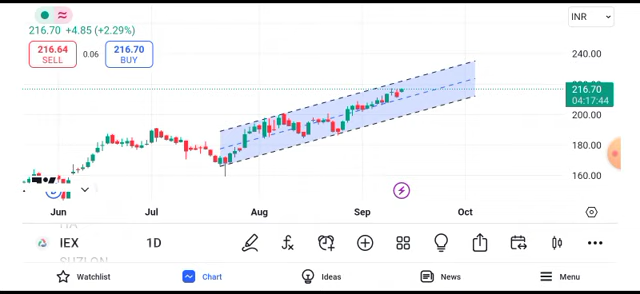 INR
216.70 +4.85 (+2.29%)
216.64
SELL
0.06
216.70
BUY
240.00
216.70
04:17:44
200.00
180.00
160.00
Jun Jul Aug Sep Oct
IEX 1D
SUZLON
Watchlist Chart Ideas News Menu